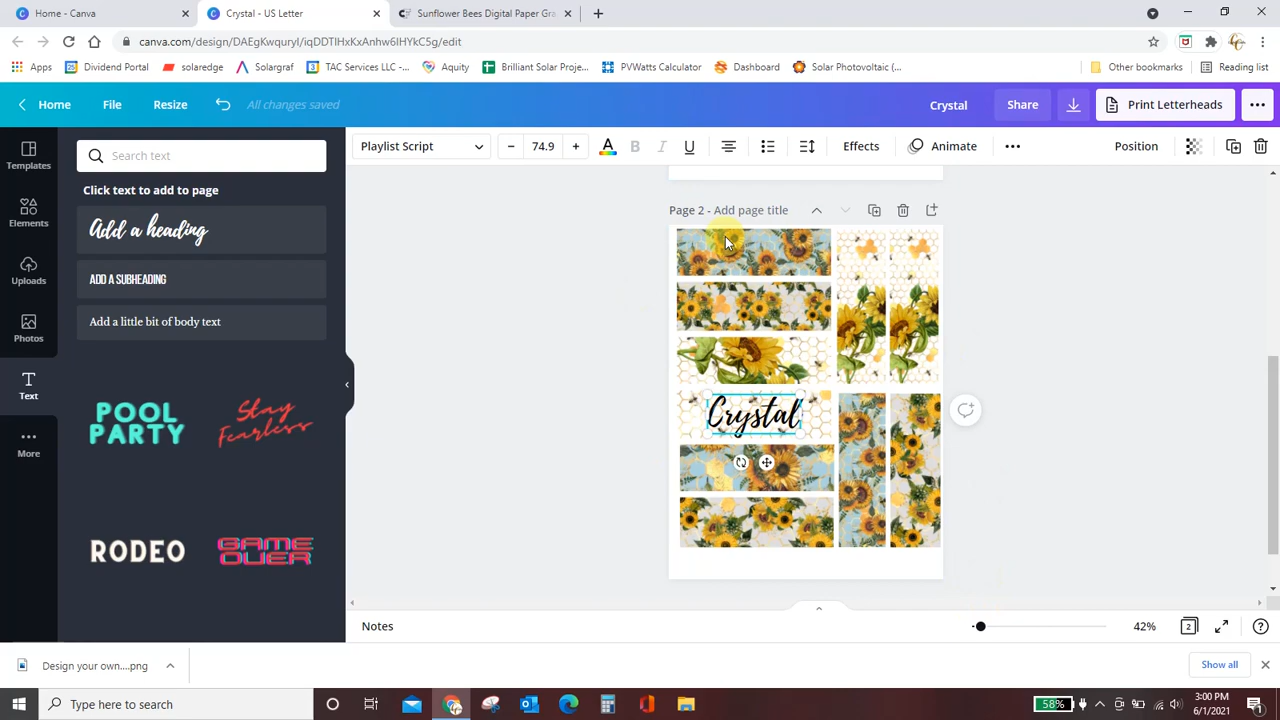 Home - Canva
Crystal - US Letter
Sunflower Bees Digital Paper Gra
canva.com/design/DAEgKwquryI/iqDDTIHxKxAnhw6IHYkC5g/edit
Apps
Dividend Portal
solaredge
Solargraf
TAC Services LLC -...
Aquity
Brilliant Solar Proje...
PVWatts Calculator
Dashboard
Solar Photovoltaic (...
Other bookmarks
Reading list
Home
File
Resize
All changes saved
Crystal
Share
Print Letterheads
Templates
Elements
Uploads
Photos
Text
More
Search text
Click text to add to page
Add a heading
ADD A SUBHEADING
Add a little bit of body text
POOL
PARTY
Stay
Fearless
RODEO
GAME
OVER
Playlist Script
74.9
A
B
I
U
Effects
Animate
Position
Page 2 - Add page title
Crystal
Notes
42%
2
Design your own....png
Show all
Type here to search
58%
3:00 PM
6/1/2021